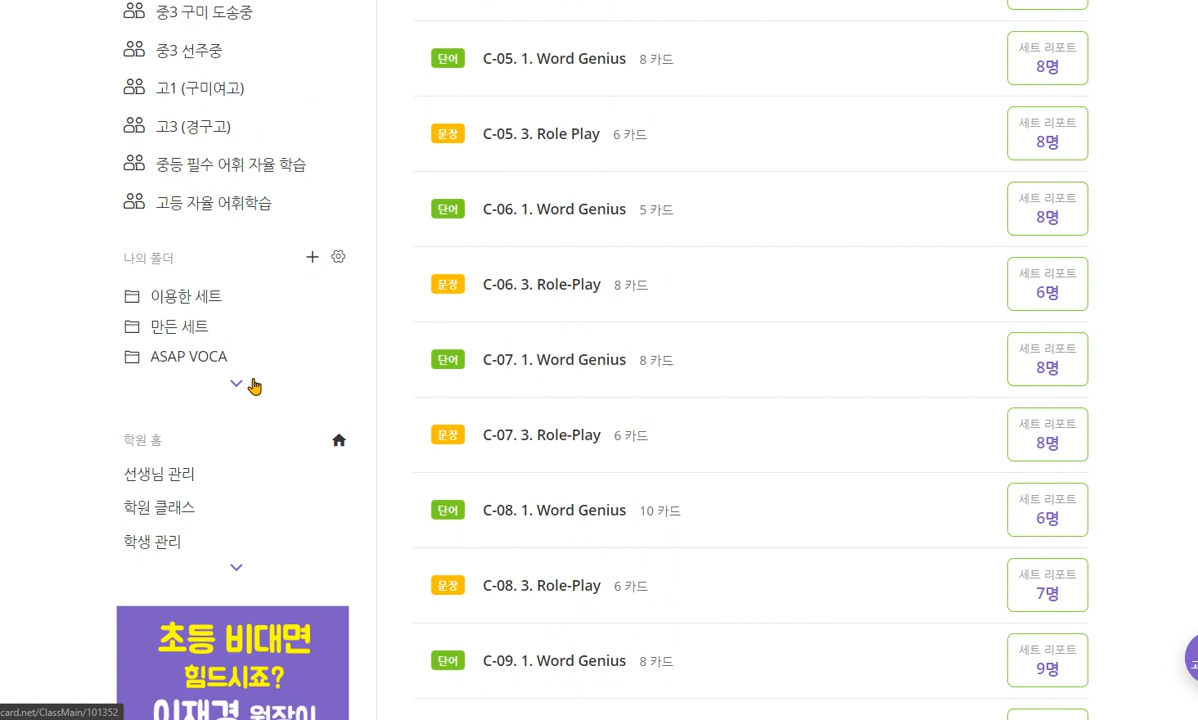 중3 구미 도송중
중3 선주중
고1 (구미여고)
고3 (경구고)
중등 필수 어휘 자율 학습
고등 자율 어휘학습
나의 폴더
이용한 세트
만든 세트
ASAP VOCA
학원 홈
선생님 관리
학원 클래스
학생 관리
초등 비대면
힘드시죠?
이재경 원장이
card.net/ClassMain/101352
단어 C-05. 1. Word Genius 8 카드 세트 리포트 8명
문장 C-05. 3. Role Play 6 카드 세트 리포트 8명
단어 C-06. 1. Word Genius 5 카드 세트 리포트 8명
문장 C-06. 3. Role-Play 8 카드 세트 리포트 6명
단어 C-07. 1. Word Genius 8 카드 세트 리포트 8명
문장 C-07. 3. Role-Play 6 카드 세트 리포트 8명
단어 C-08. 1. Word Genius 10 카드 세트 리포트 6명
문장 C-08. 3. Role-Play 6 카드 세트 리포트 7명
단어 C-09. 1. Word Genius 8 카드 세트 리포트 9명